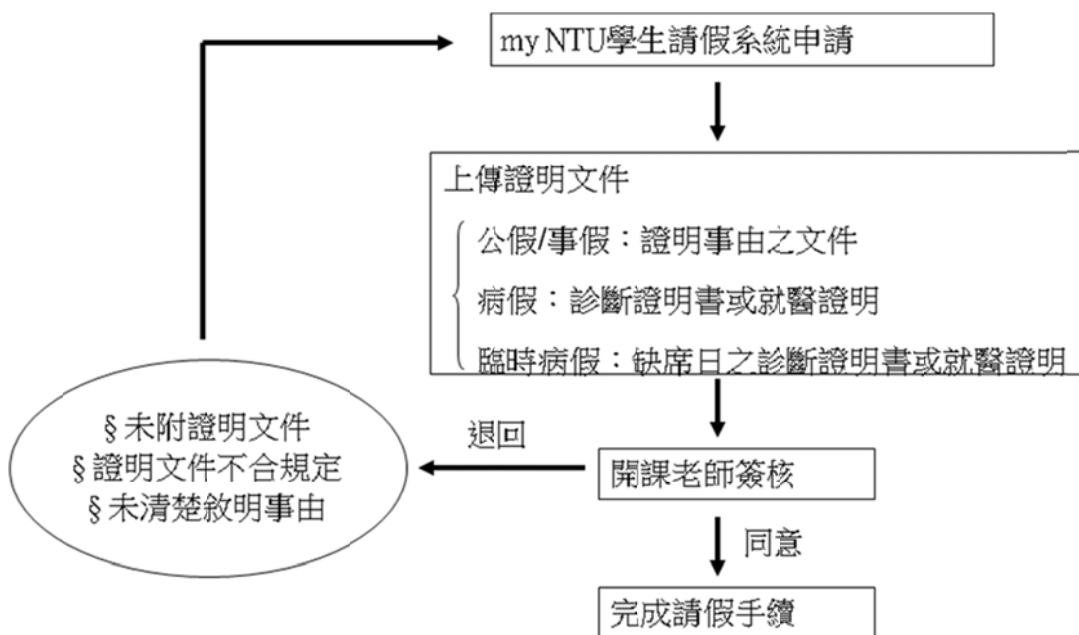 my NTU學生請假系統申請
上傳證明文件
公假/事假：證明事由之文件
病假：診斷證明書或就醫證明
臨時病假：缺席日之診斷證明書或就醫證明
§未附證明文件
§證明文件不合規定
§未清楚敘明事由
退回
開課老師簽核
同意
完成請假手續